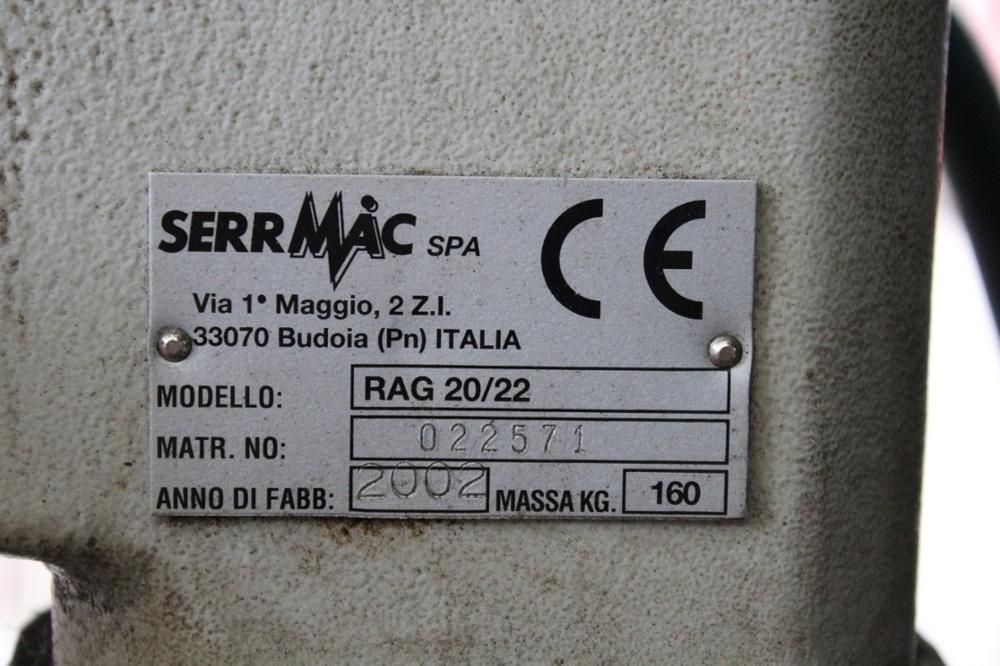 SERRMAC SPA CE
Via 1° Maggio, 2 Z.I.
33070 Budoia (Pn) ITALIA
MODELLO: RAG 20/22
MATR. NO: 022571
ANNO DI FABB: 2002 MASSA KG. 160